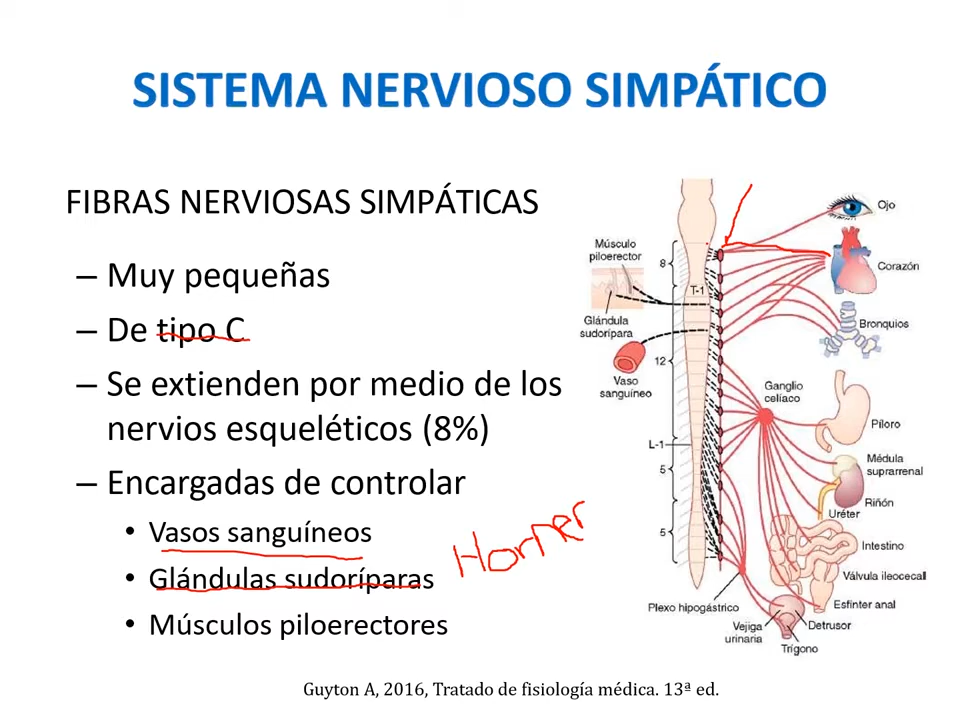 SISTEMA NERVIOSO SIMPÁTICO
FIBRAS NERVIOSAS SIMPÁTICAS
– Muy pequeñas
– De tipo C
– Se extienden por medio de los
nervios esqueléticos (8%)
– Encargadas de controlar
• Vasos sanguíneos
• Glándulas sudoríparas
• Músculos piloerectores
Horner
Músculo
piloerector
Glándula
sudorípara
Vaso
sanguíneo
8
T-1
12
L-1
5
5
Ojo
Corazón
Bronquios
Ganglio
celíaco
Píloro
Médula
suprarrenal
Riñón
Uréter
Intestino
Válvula ileocecal
Esfínter anal
Plexo hipogástrico
Vejiga
urinaria
Detrusor
Trígono
Guyton A, 2016, Tratado de fisiología médica. 13ª ed.